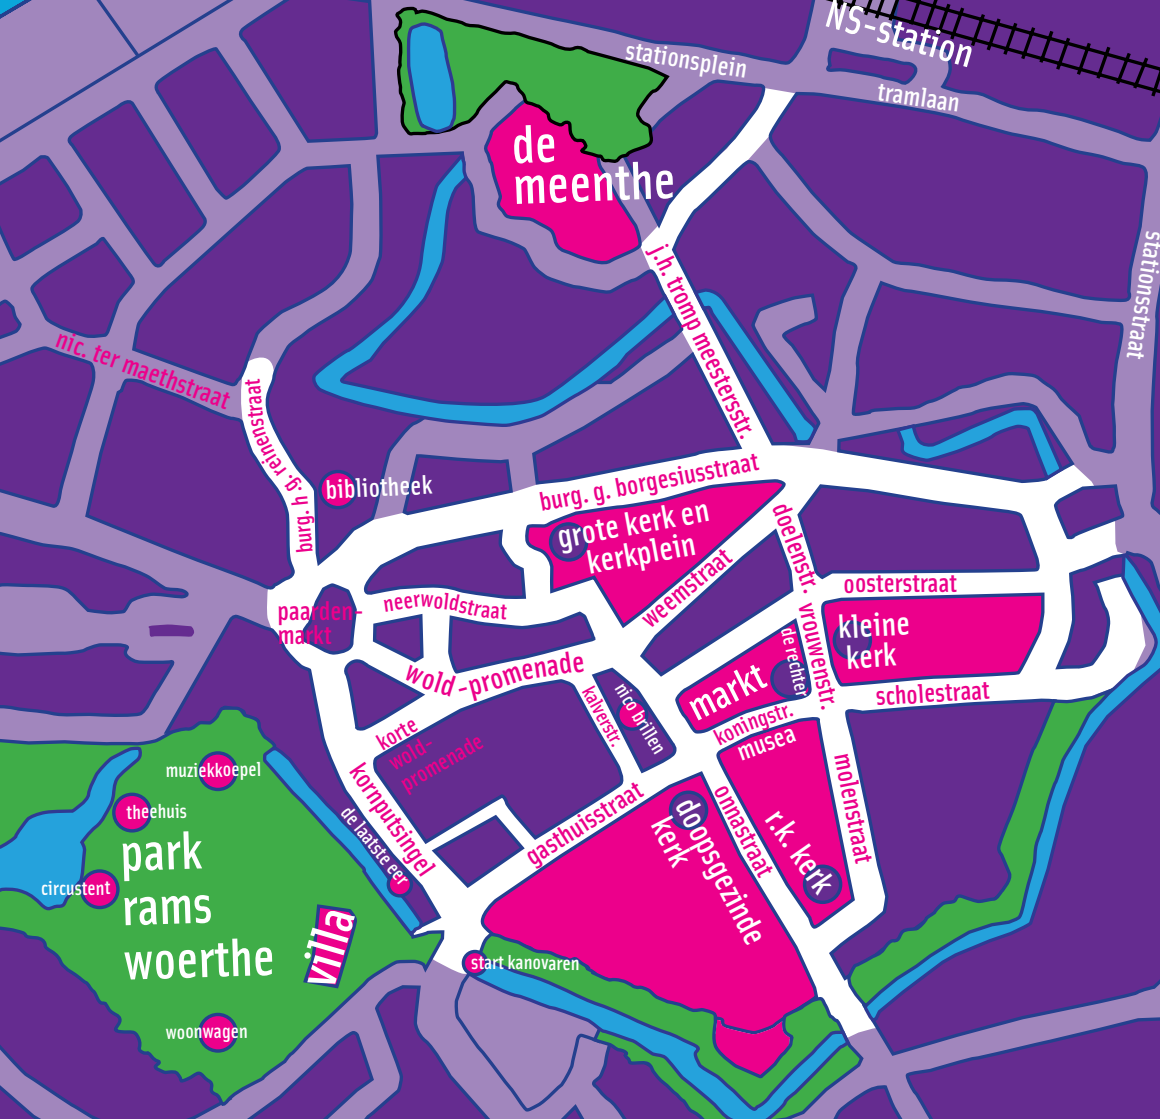 NS-station
stationsplein
tramlaan
de
meenthe
stationsstraat
j.h. tromp meestersstr.
nic. ter maethstraat
burg. h g. reinenstraat
bibliotheek
burg. g. borgesiusstraat
grote kerk en
kerkplein
doelenstr.
weemstraat
oosterstraat
paarden-
markt
neerwoldstraat
vrouwenstr.
kleine
kerk
de rechter
wold-promenade
markt
scholestraat
kalverstr.
nico brillen
koningstr.
musea
korte
wold-
promenade
kornputsingel
muziekkoepel
theehuis
de laatste eer
gasthuisstraat
onnastraat
molenstraat
r.k. kerk
doopsgezinde
kerk
park
rams
woerthe
circustent
villa
start kanovaren
woonwagen